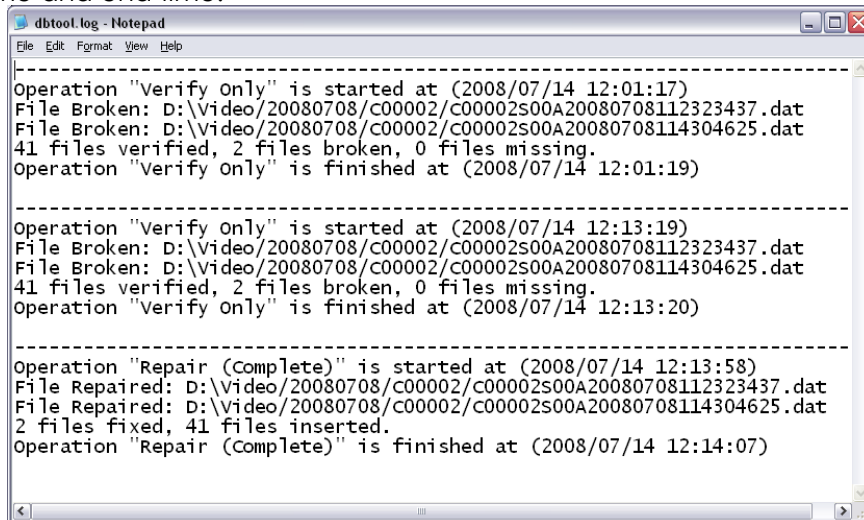 dbtool.log - Notepad
File Edit Format View Help
--------------------------------------------------------------------
Operation "Verify Only" is started at (2008/07/14 12:01:17)
File Broken: D:\Video/20080708/C00002/C00002S00A20080708112323437.dat
File Broken: D:\Video/20080708/C00002/C00002S00A20080708114304625.dat
41 files verified, 2 files broken, 0 files missing.
Operation "Verify Only" is finished at (2008/07/14 12:01:19)
--------------------------------------------------------------------
Operation "Verify Only" is started at (2008/07/14 12:13:19)
File Broken: D:\Video/20080708/C00002/C00002S00A20080708112323437.dat
File Broken: D:\Video/20080708/C00002/C00002S00A20080708114304625.dat
41 files verified, 2 files broken, 0 files missing.
Operation "Verify Only" is finished at (2008/07/14 12:13:20)
--------------------------------------------------------------------
Operation "Repair (Complete)" is started at (2008/07/14 12:13:58)
File Repaired: D:\Video/20080708/C00002/C00002S00A20080708112323437.dat
File Repaired: D:\Video/20080708/C00002/C00002S00A20080708114304625.dat
2 files fixed, 41 files inserted.
Operation "Repair (Complete)" is finished at (2008/07/14 12:14:07)